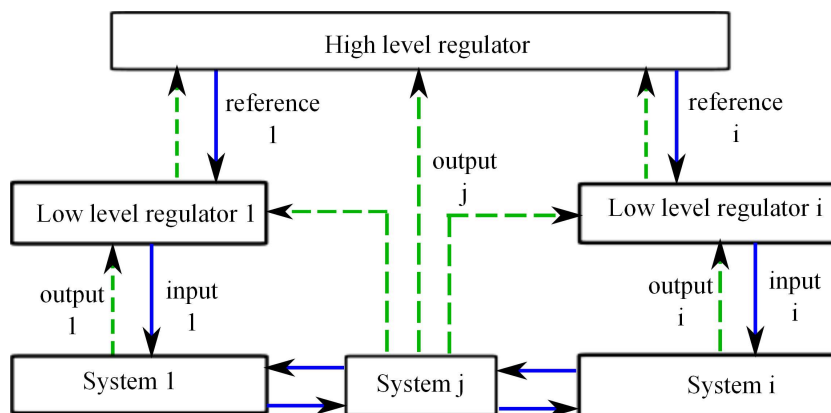 High level regulator
reference
1
reference
i
output
j
Low level regulator 1
Low level regulator i
output
1
input
1
output
i
input
i
System 1
System j
System i